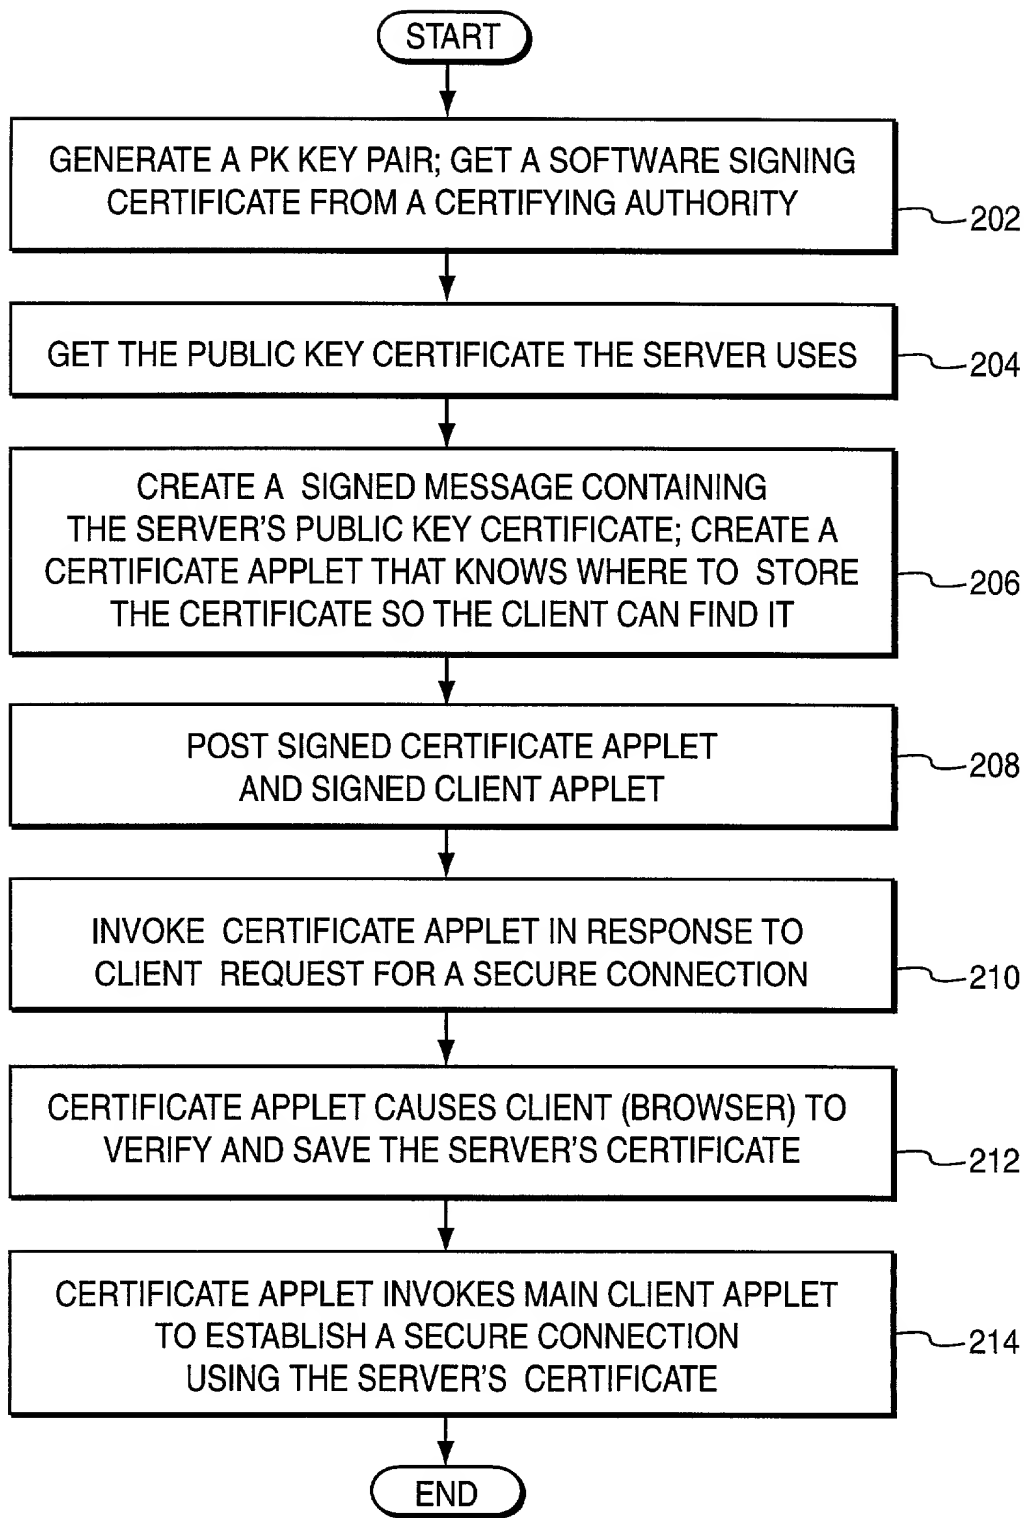 START
GENERATE A PK KEY PAIR; GET A SOFTWARE SIGNING
CERTIFICATE FROM A CERTIFYING AUTHORITY
202
GET THE PUBLIC KEY CERTIFICATE THE SERVER USES
204
CREATE A SIGNED MESSAGE CONTAINING
THE SERVER'S PUBLIC KEY CERTIFICATE; CREATE A
CERTIFICATE APPLET THAT KNOWS WHERE TO STORE
THE CERTIFICATE SO THE CLIENT CAN FIND IT
206
POST SIGNED CERTIFICATE APPLET
AND SIGNED CLIENT APPLET
208
INVOKE CERTIFICATE APPLET IN RESPONSE TO
CLIENT REQUEST FOR A SECURE CONNECTION
210
CERTIFICATE APPLET CAUSES CLIENT (BROWSER) TO
VERIFY AND SAVE THE SERVER'S CERTIFICATE
212
CERTIFICATE APPLET INVOKES MAIN CLIENT APPLET
TO ESTABLISH A SECURE CONNECTION
USING THE SERVER'S CERTIFICATE
214
END